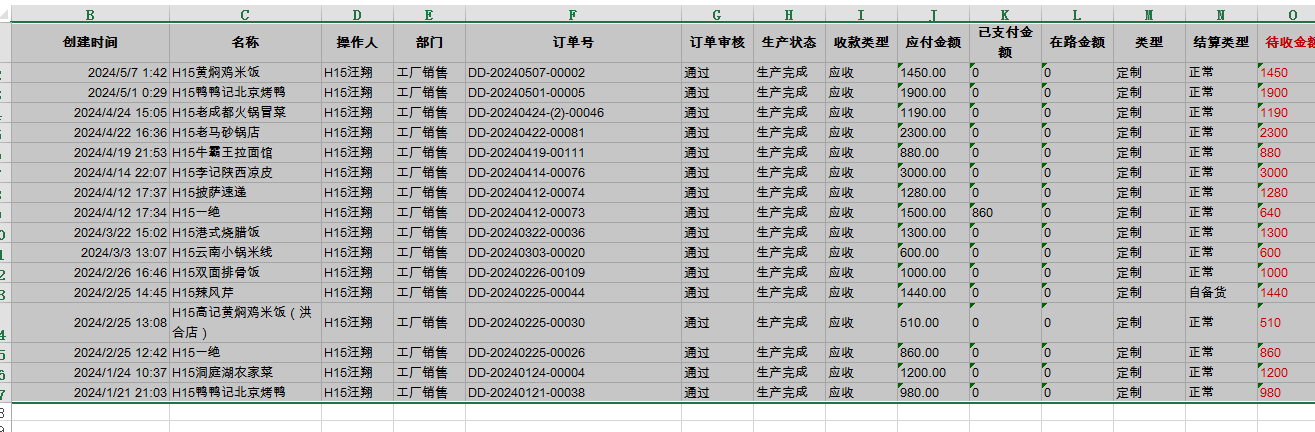 B C D E F G H I J K L M N O
创建时间 名称 操作人 部门 订单号 订单审核 生产状态 收款类型 应付金额 已支付金额 在路金额 类型 结算类型 待收金额
2024/5/7 1:42 H15黄焖鸡米饭 H15汪翔 工厂销售 DD-20240507-00002 通过 生产完成 应收 1450.00 0 0 定制 正常 1450
2024/5/1 0:29 H15鸭鸭记北京烤鸭 H15汪翔 工厂销售 DD-20240501-00005 通过 生产完成 应收 1900.00 0 0 定制 正常 1900
2024/4/24 15:05 H15老成都火锅冒菜 H15汪翔 工厂销售 DD-20240424-(2)-00046 通过 生产完成 应收 1190.00 0 0 定制 正常 1190
2024/4/22 16:36 H15老马砂锅店 H15汪翔 工厂销售 DD-20240422-00081 通过 生产完成 应收 2300.00 0 0 定制 正常 2300
2024/4/19 21:53 H15牛霸王拉面馆 H15汪翔 工厂销售 DD-20240419-00111 通过 生产完成 应收 880.00 0 0 定制 正常 880
2024/4/14 22:07 H15李记陕西凉皮 H15汪翔 工厂销售 DD-20240414-00076 通过 生产完成 应收 3000.00 0 0 定制 正常 3000
2024/4/12 17:37 H15披萨速递 H15汪翔 工厂销售 DD-20240412-00074 通过 生产完成 应收 1280.00 0 0 定制 正常 1280
2024/4/12 17:34 H15一绝 H15汪翔 工厂销售 DD-20240412-00073 通过 生产完成 应收 1500.00 860 0 定制 正常 640
2024/3/22 15:02 H15港式烧腊饭 H15汪翔 工厂销售 DD-20240322-00036 通过 生产完成 应收 1300.00 0 0 定制 正常 1300
2024/3/3 13:07 H15云南小锅米线 H15汪翔 工厂销售 DD-20240303-00020 通过 生产完成 应收 600.00 0 0 定制 正常 600
2024/2/26 16:46 H15双面排骨饭 H15汪翔 工厂销售 DD-20240226-00109 通过 生产完成 应收 1000.00 0 0 定制 正常 1000
2024/2/25 14:45 H15辣风芹 H15汪翔 工厂销售 DD-20240225-00044 通过 生产完成 应收 1440.00 0 0 定制 自备货 1440
2024/2/25 13:08 H15高记黄焖鸡米饭（洪合店） H15汪翔 工厂销售 DD-20240225-00030 通过 生产完成 应收 510.00 0 0 定制 正常 510
2024/2/25 12:42 H15一绝 H15汪翔 工厂销售 DD-20240225-00026 通过 生产完成 应收 860.00 0 0 定制 正常 860
2024/1/24 10:37 H15洞庭湖农家菜 H15汪翔 工厂销售 DD-20240124-00004 通过 生产完成 应收 1200.00 0 0 定制 正常 1200
2024/1/21 21:03 H15鸭鸭记北京烤鸭 H15汪翔 工厂销售 DD-20240121-00038 通过 生产完成 应收 980.00 0 0 定制 正常 980